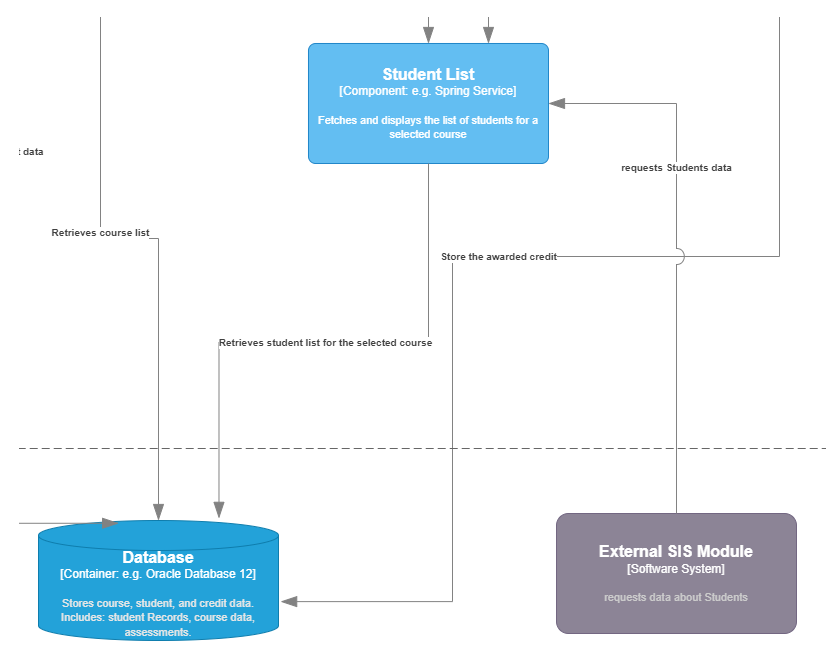 Student List
[Component: e.g. Spring Service]
Fetches and displays the list of students for a
selected course
data
requests Students data
Retrieves course list
Store the awarded credit
Retrieves student list for the selected course
Database
[Container: e.g. Oracle Database 12]
Stores course, student, and credit data.
Includes: student Records, course data,
assessments.
External SIS Module
[Software System]
requests data about Students